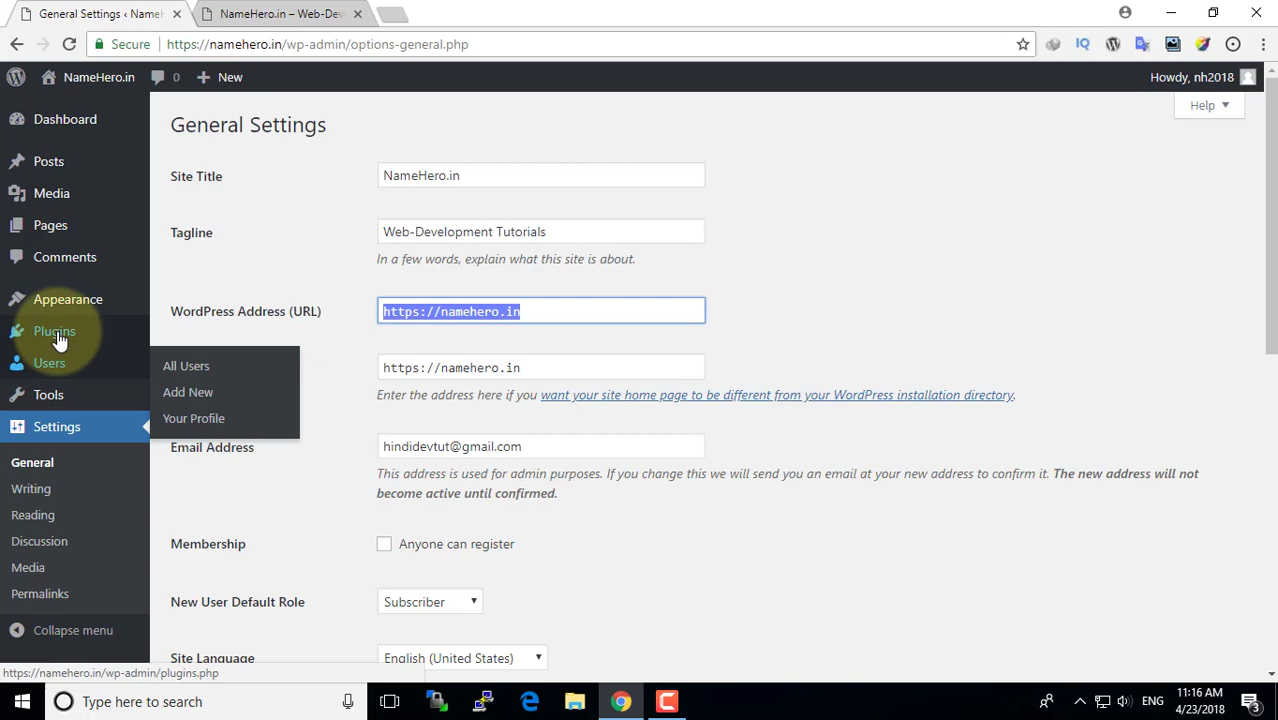 General Settings ‹ NameHe
NameHero.in – Web-Dev
Secure
https://namehero.in/wp-admin/options-general.php
NameHero.in
0
New
Howdy, nh2018
Help
Dashboard
Posts
Media
Pages
Comments
Appearance
Plugins
Users
Tools
Settings
General
Writing
Reading
Discussion
Media
Permalinks
Collapse menu
All Users
Add New
Your Profile
General Settings
Site Title
NameHero.in
Tagline
Web-Development Tutorials
In a few words, explain what this site is about.
WordPress Address (URL)
https://namehero.in
https://namehero.in
Enter the address here if you want your site home page to be different from your WordPress installation directory.
Email Address
hindidevtut@gmail.com
This address is used for admin purposes. If you change this we will send you an email at your new address to confirm it. The new address will not
become active until confirmed.
Membership
Anyone can register
New User Default Role
Subscriber
Site Language
English (United States)
https://namehero.in/wp-admin/plugins.php
Type here to search
ENG
11:16 AM
4/23/2018
3